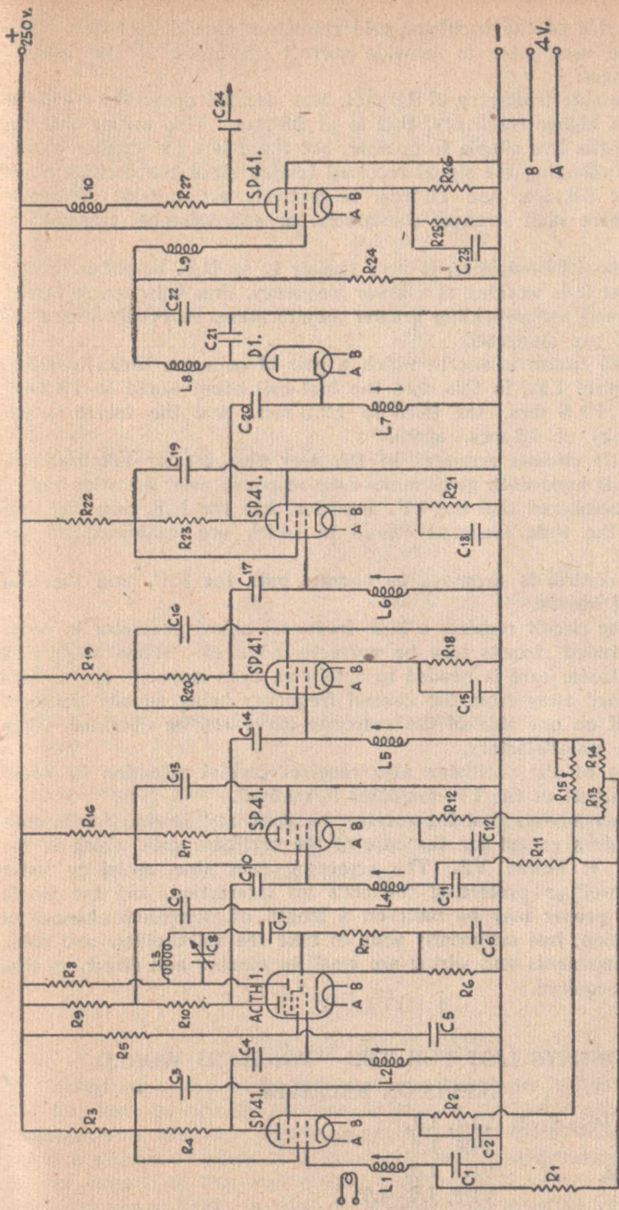 +
250v.
R3
R5
R9
R8
R16
R19
R22
L10
C3
L3
C9
C13
C16
C19
L8
C22
L9
R27
R4
R10
C8
R17
R20
R23
C21
C4
C7
C10
C14
C17
C20
C24
SP41.
ACTH1.
SP41.
SP41.
SP41.
D1.
SP41.
A B
A B
A B
A B
A B
A B
A B
L1
L2
R7
L4
L5
L6
L7
R24
C5
R2
R6
R12
R18
R21
R25
R26
C1
C2
C6
C11
C12
C15
C18
C23
R1
R11
R15
R13
R14
−
4v.
B
A